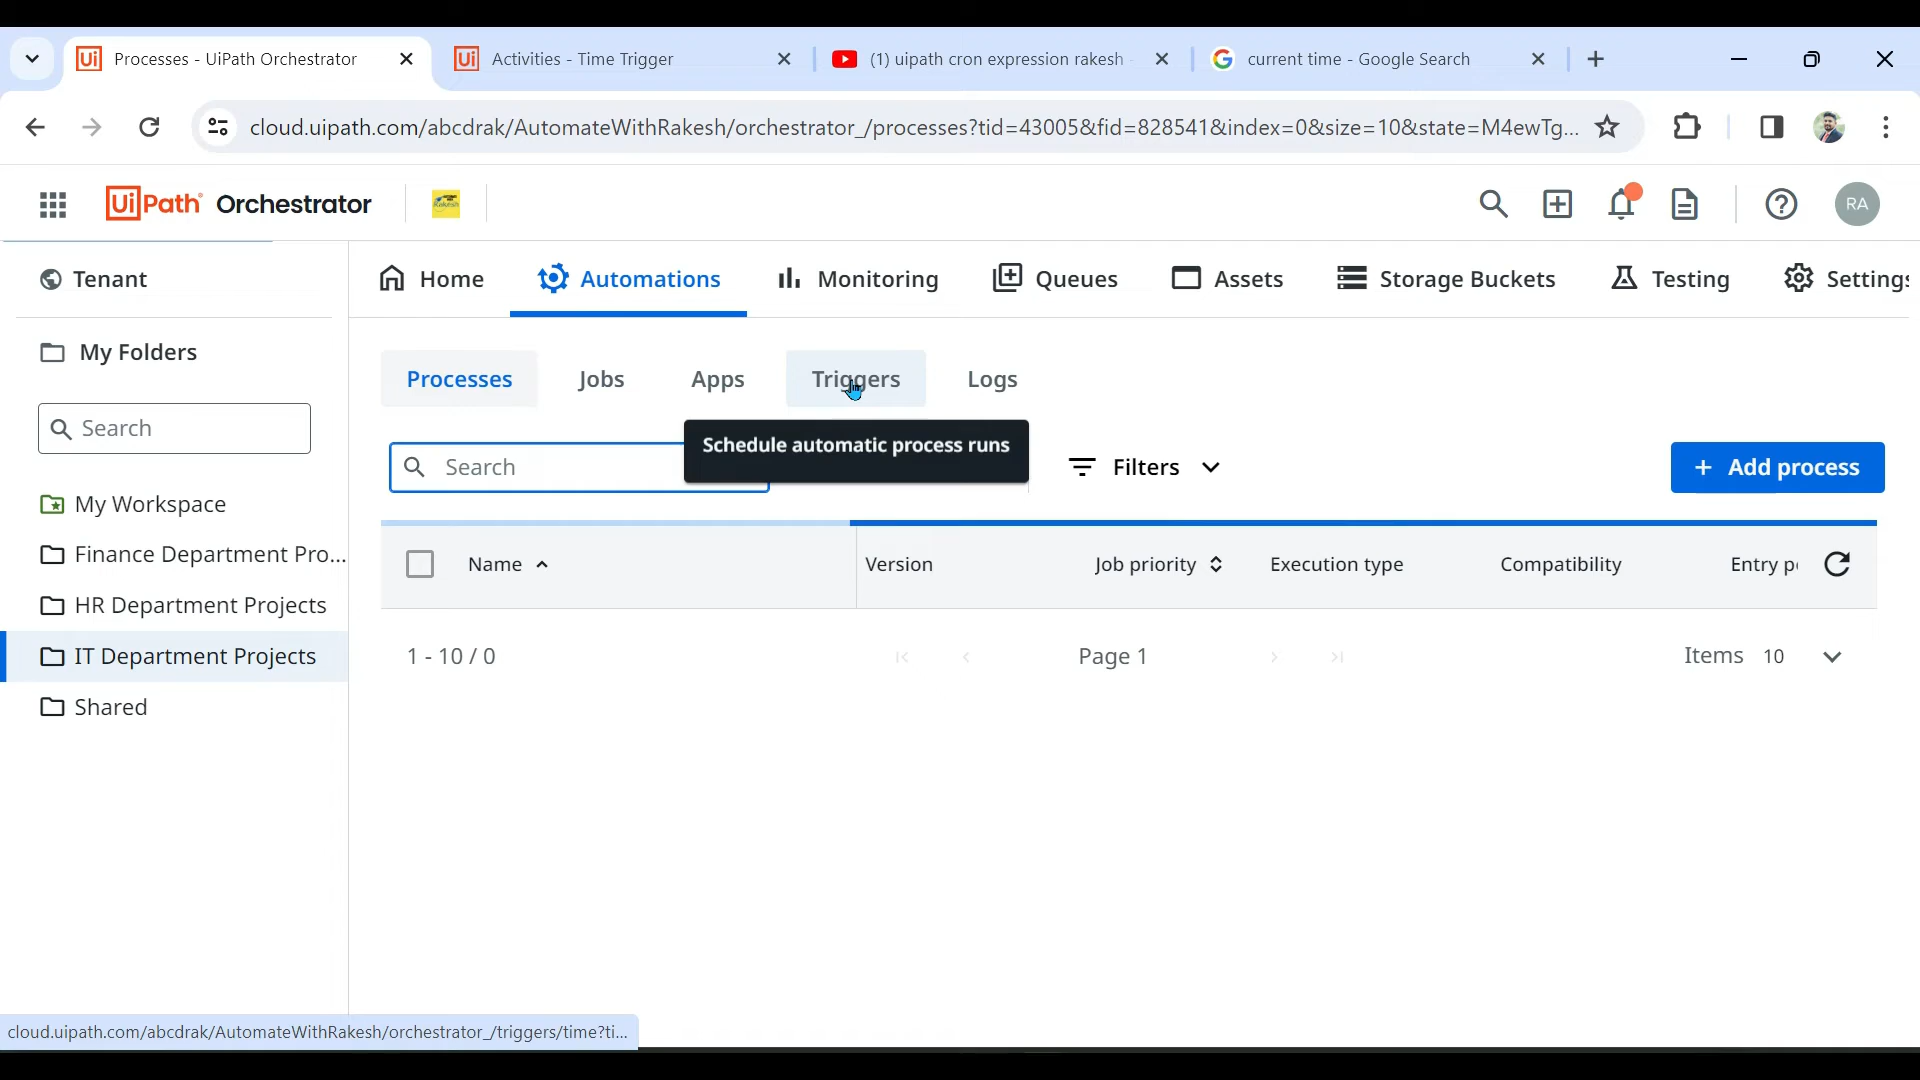 Processes - UiPath Orchestrator
Activities - Time Trigger
(1) uipath cron expression rakesh
current time - Google Search
cloud.uipath.com/abcdrak/AutomateWithRakesh/orchestrator_/processes?tid=43005&fid=828541&index=0&size=10&state=M4ewTg...
UiPath Orchestrator
RA
Tenant
Home
Automations
Monitoring
Queues
Assets
Storage Buckets
Testing
Settings
My Folders
Processes
Jobs
Apps
Triggers
Logs
Search
Search
Schedule automatic process runs
Filters
+ Add process
My Workspace
Finance Department Pro...
HR Department Projects
IT Department Projects
Shared
Name
Version
Job priority
Execution type
Compatibility
Entry p
1 - 10 / 0
Page 1
Items 10
cloud.uipath.com/abcdrak/AutomateWithRakesh/orchestrator_/triggers/time?ti...